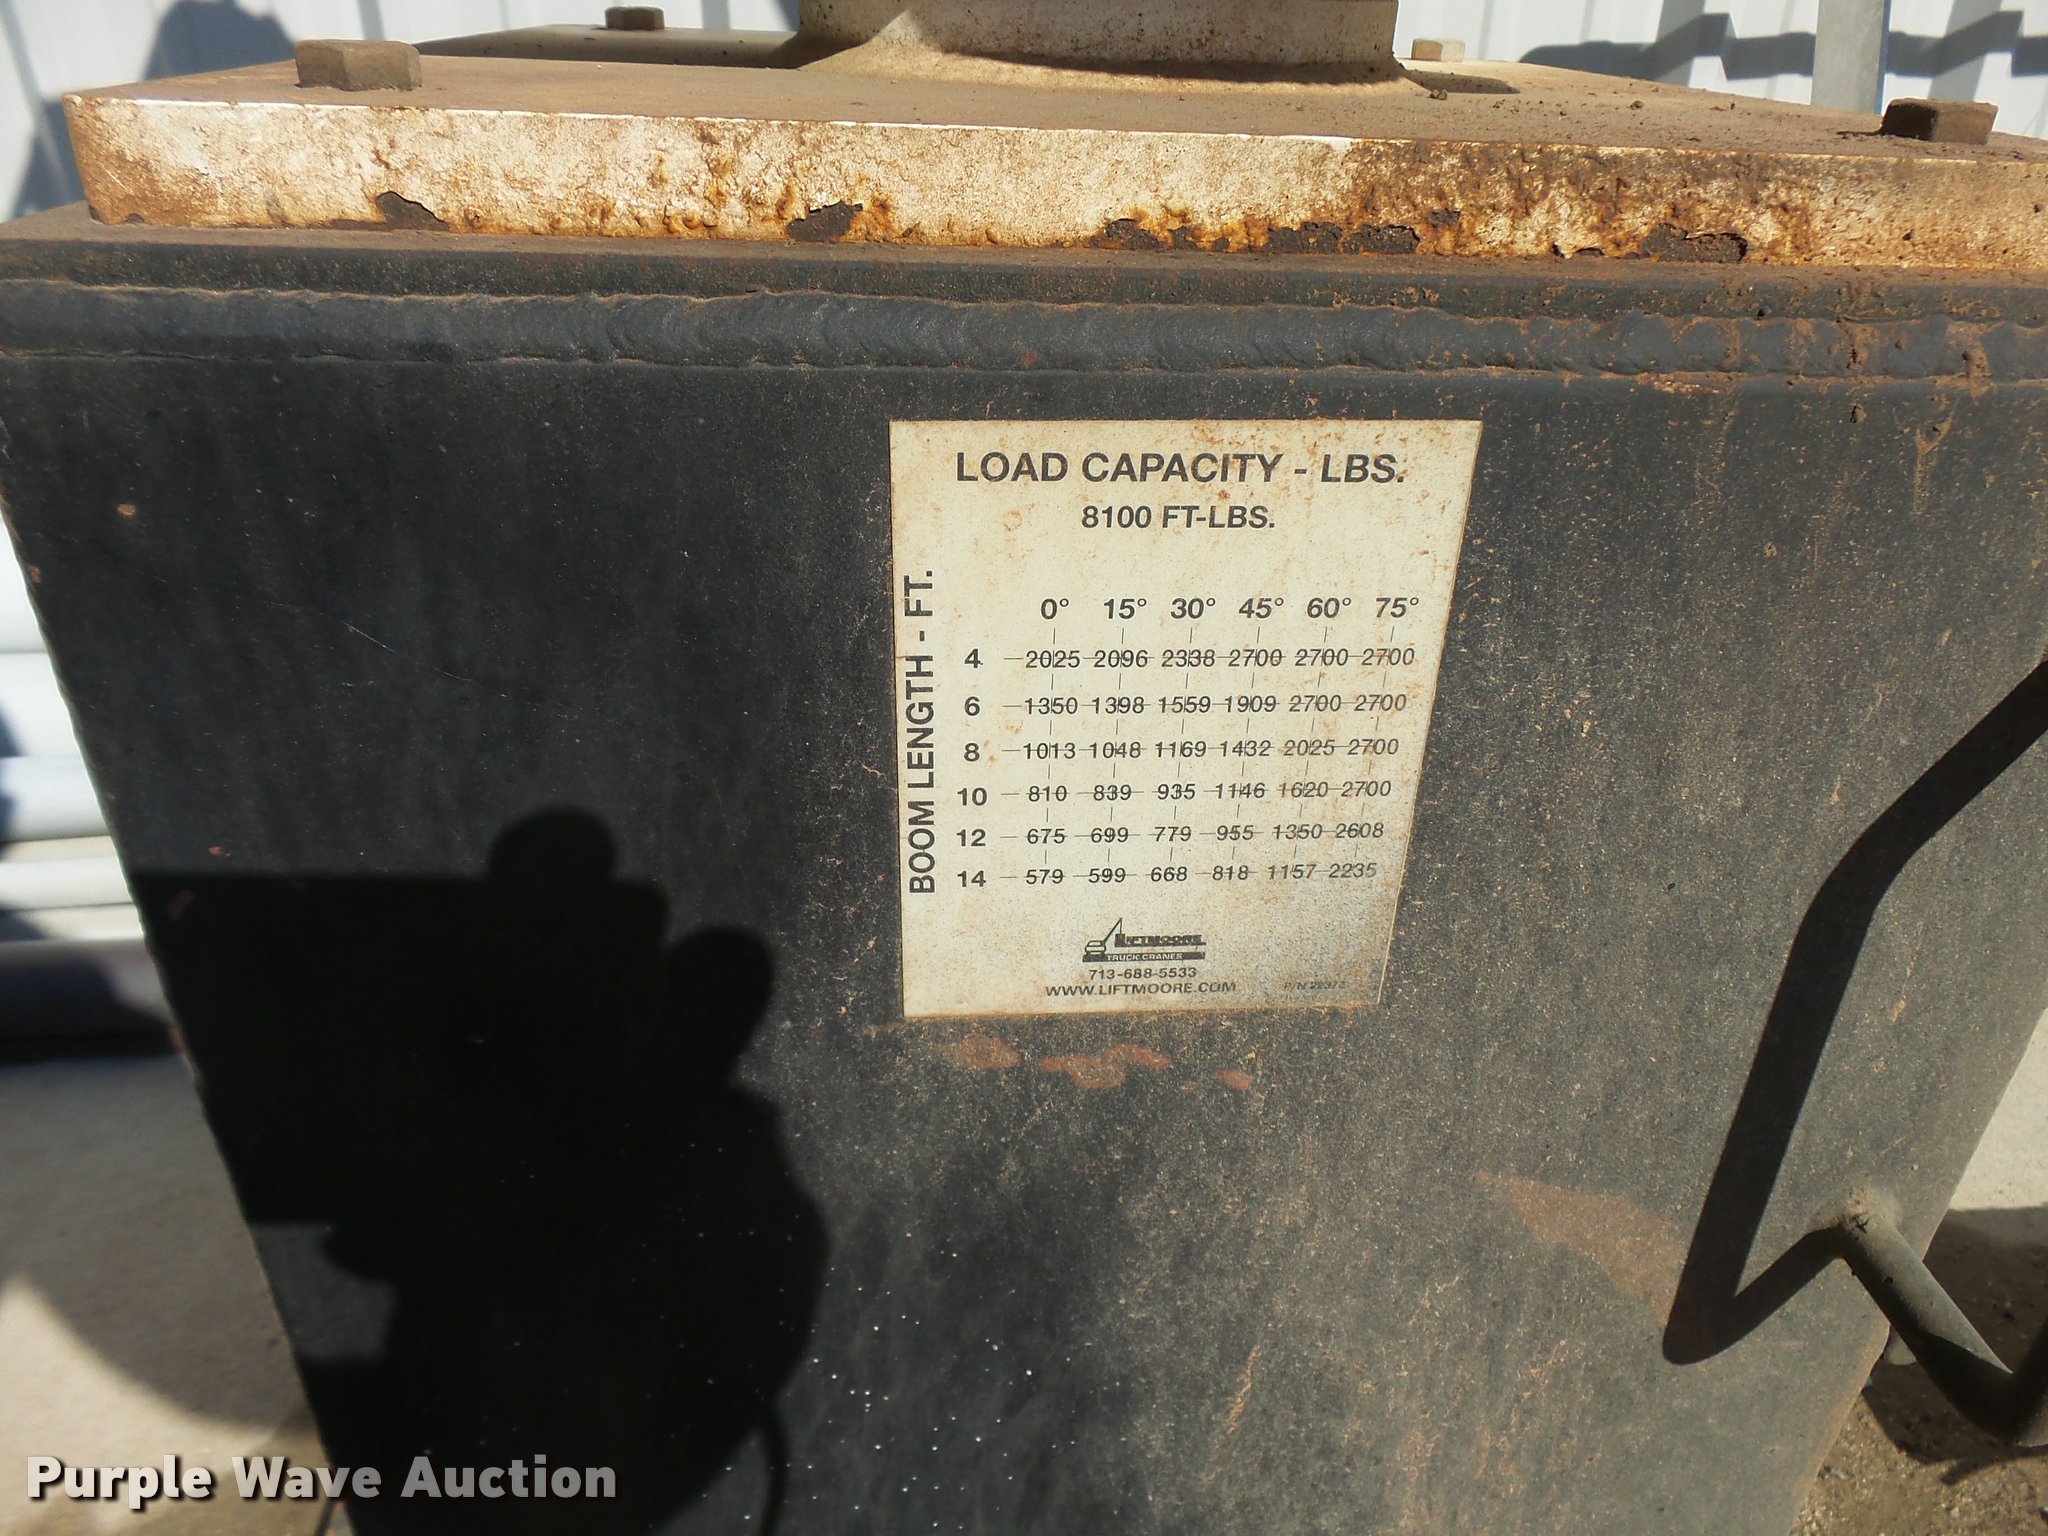 LOAD CAPACITY - LBS.
8100 FT-LBS.
BOOM LENGTH - FT.
0° 15° 30° 45° 60° 75°
4 2025 2096 2338 2700 2700 2700
6 1350 1398 1559 1909 2700 2700
8 1013 1048 1169 1432 2025 2700
10 810 839 935 1146 1620 2700
12 675 699 779 955 1350 2608
14 579 599 668 818 1157 2235
LIFTMOORE
TRUCK CRANES
713-688-5533
WWW.LIFTMOORE.COM P/N
Purple Wave Auction